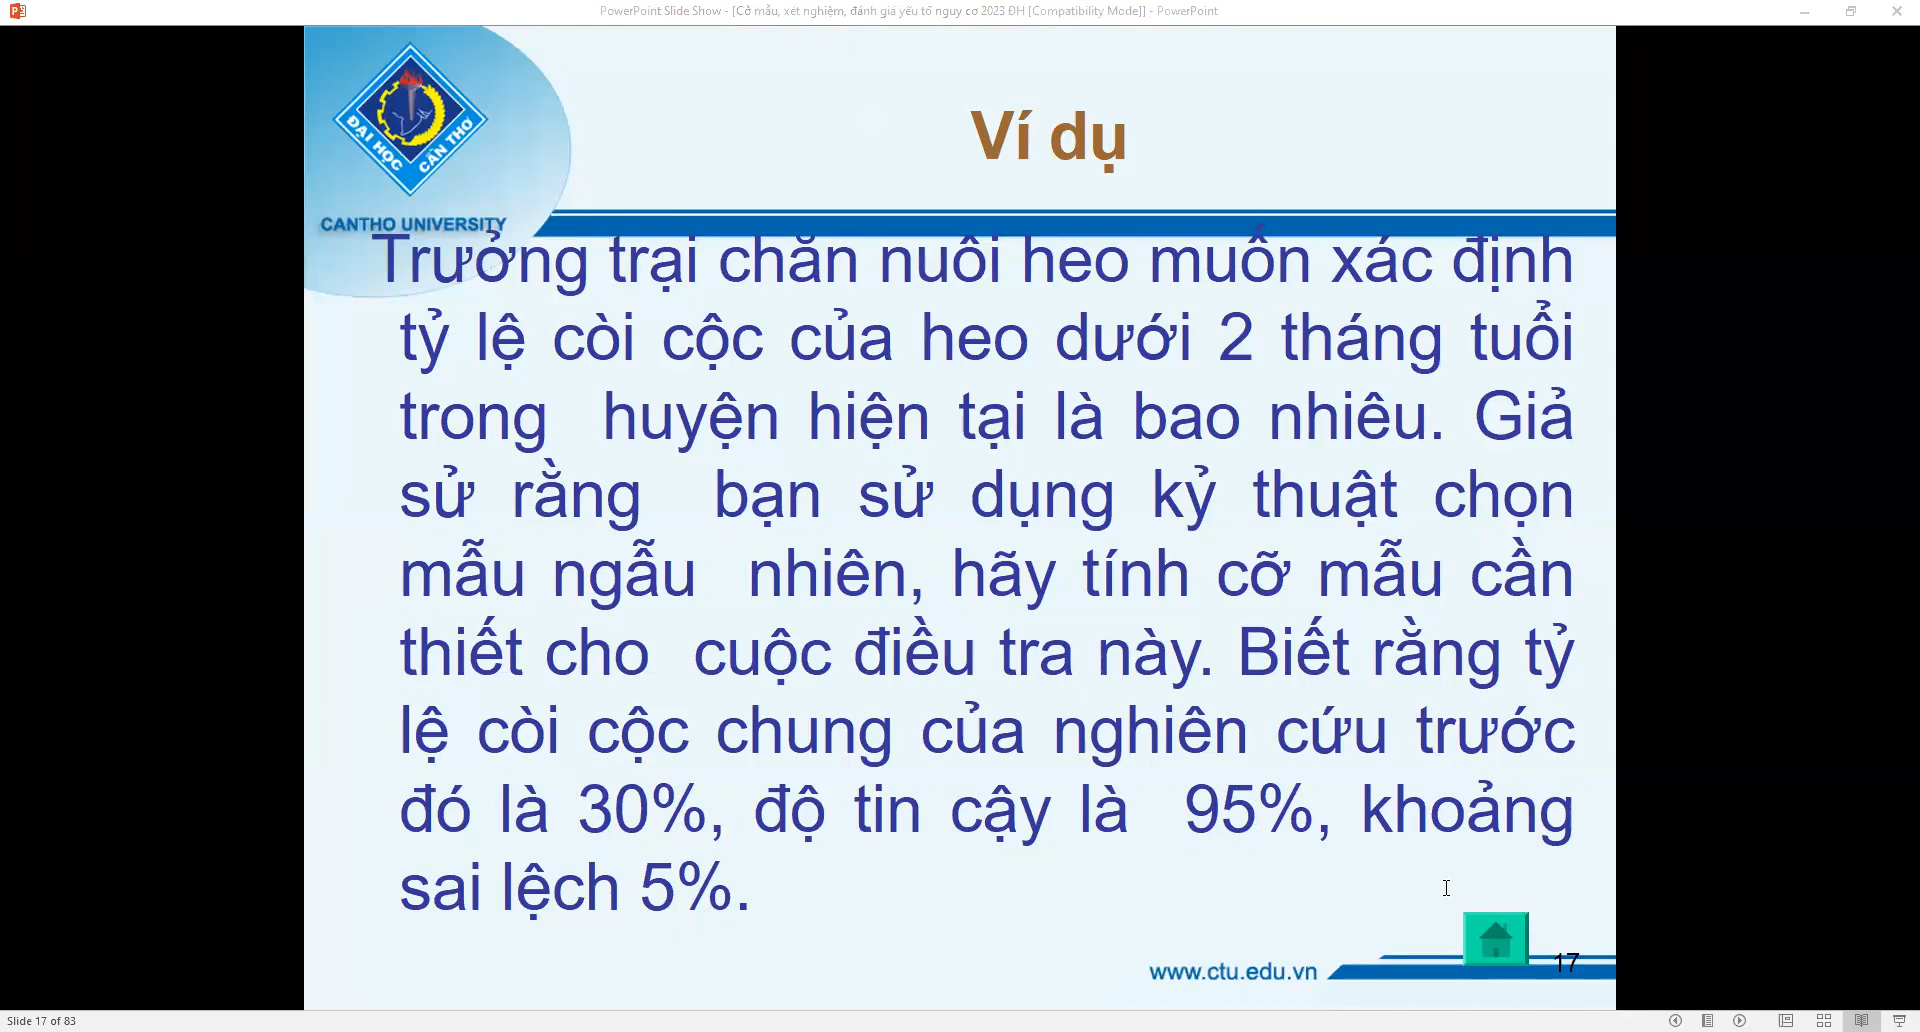 PowerPoint Slide Show - [Cở mẫu, xét nghiệm, đánh giá yếu tố nguy cơ 2023 ĐH [Compatibility Mode]] - PowerPoint
ĐẠI HỌC CẦN THƠ
CANTHO UNIVERSITY
Ví dụ
Trưởng trại chăn nuôi heo muốn xác định
tỷ lệ còi cộc của heo dưới 2 tháng tuổi
trong huyện hiện tại là bao nhiêu. Giả
sử rằng bạn sử dụng kỷ thuật chọn
mẫu ngẫu nhiên, hãy tính cỡ mẫu cần
thiết cho cuộc điều tra này. Biết rằng tỷ
lệ còi cộc chung của nghiên cứu trước
đó là 30%, độ tin cậy là 95%, khoảng
sai lệch 5%.
www.ctu.edu.vn
17
Slide 17 of 83